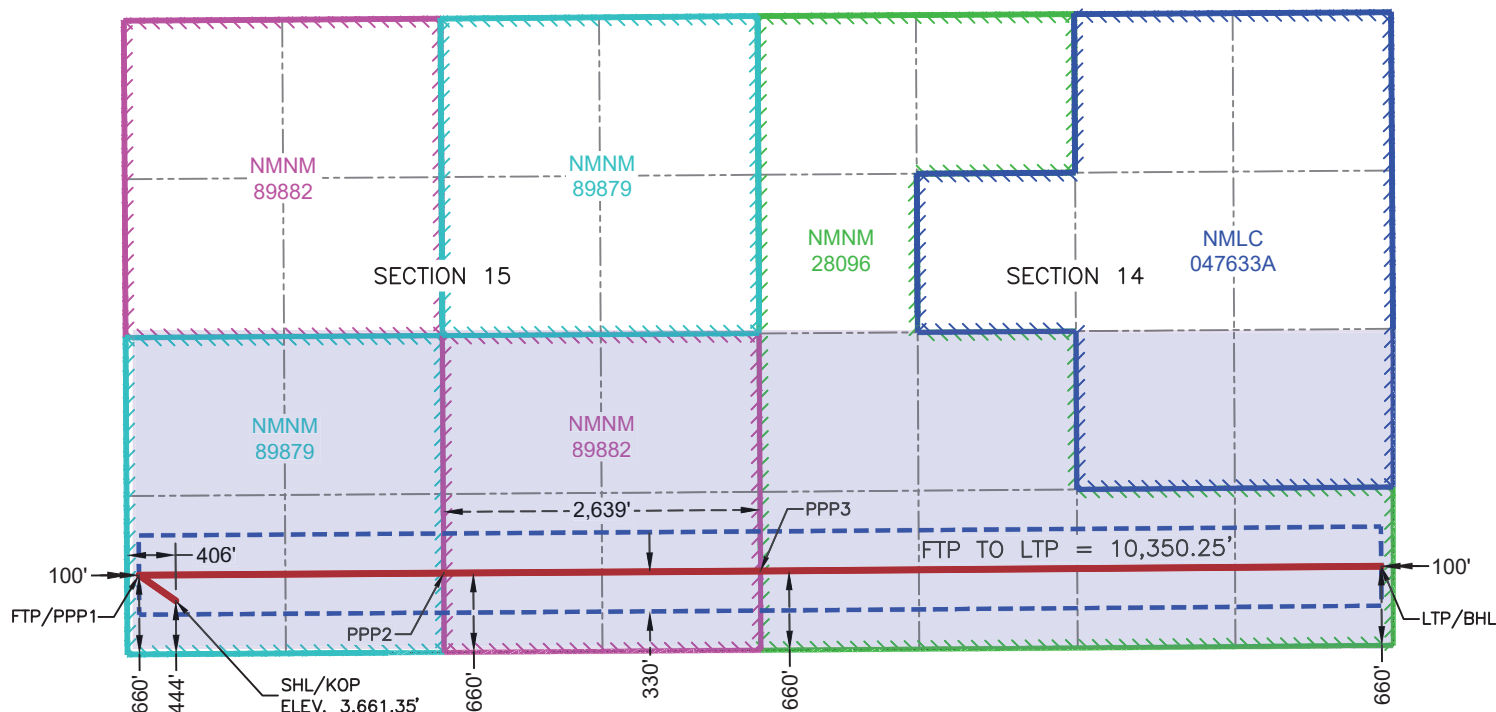 NMNM
89882
NMNM
89879
NMNM
28096
NMLC
047633A
SECTION 15
SECTION 14
NMNM
89879
NMNM
89882
2,639'
PPP3
406'
FTP TO LTP = 10,350.25'
100'
100'
FTP/PPP1
PPP2
LTP/BHL
660'
444'
SHL/KOP
ELEV. 3,661.35'
660'
330'
660'
660'